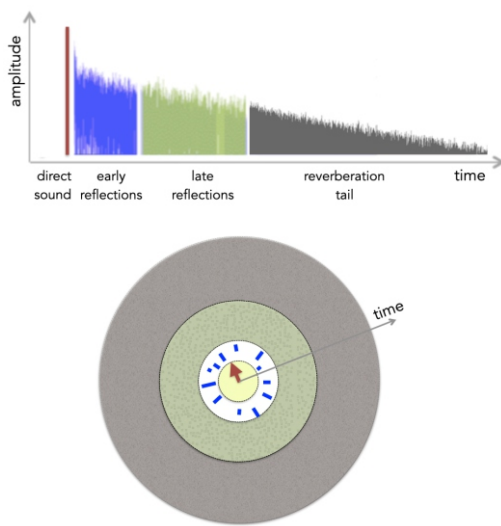 amplitude
direct early late reverberation time
sound reflections reflections tail
time